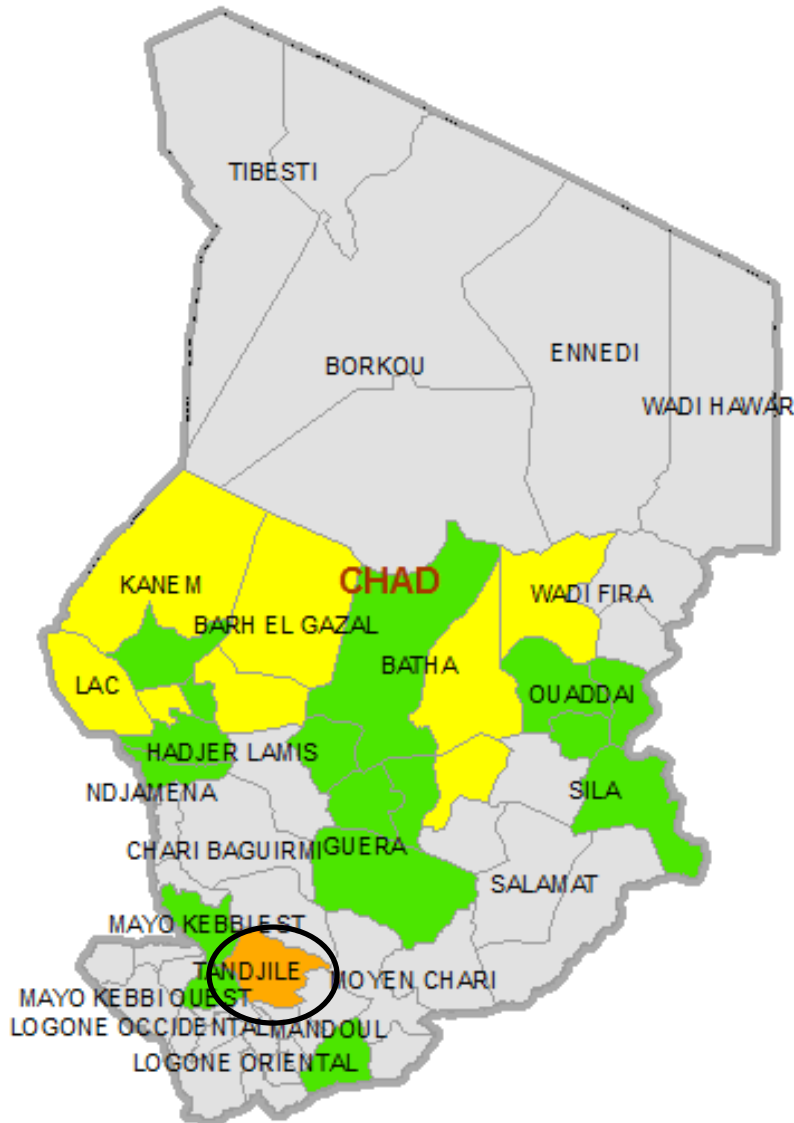 TIBESTI
ENNEDI
BORKOU
WADI HAWAR
CHAD
KANEM
WADI FIRA
BARH EL GAZAL
BATHA
LAC
OUADDAI
HADJER LAMIS
NDJAMENA
SILA
CHARI BAGUIRMI
GUERA
SALAMAT
MAYO KEBBI EST
TANDJILE
MOYEN CHARI
MAYO KEBBI OUEST
LOGONE OCCIDENTAL
MANDOUL
LOGONE ORIENTAL